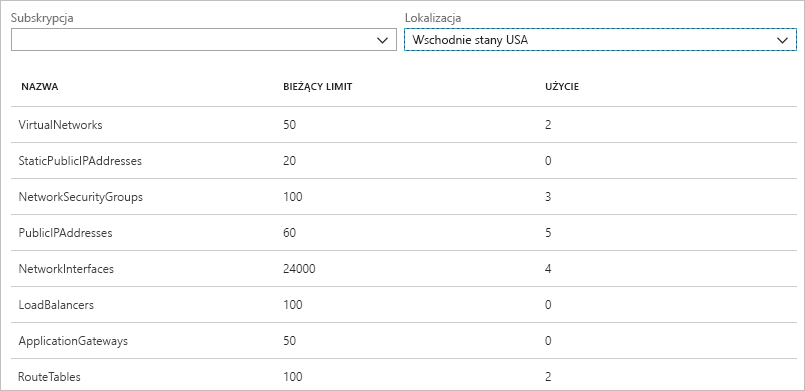 Subskrypcja Lokalizacja
Wschodnie stany USA
NAZWA BIEŻĄCY LIMIT UŻYCIE
VirtualNetworks 50 2
StaticPublicIPAddresses 20 0
NetworkSecurityGroups 100 3
PublicIPAddresses 60 5
NetworkInterfaces 24000 4
LoadBalancers 100 0
ApplicationGateways 50 0
RouteTables 100 2